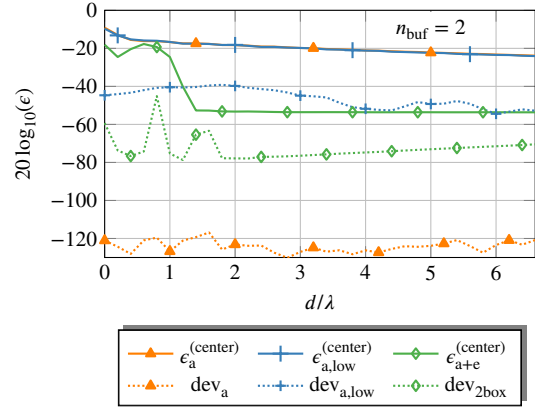 20
0
−20
−40
−60
−80
−100
−120
20 log₁₀(ϵ)
n_buf = 2
0 1 2 3 4 5 6
d/λ
ϵ_a^(center) ϵ_a,low^(center) ϵ_a+e^(center)
dev_a dev_a,low dev_2box